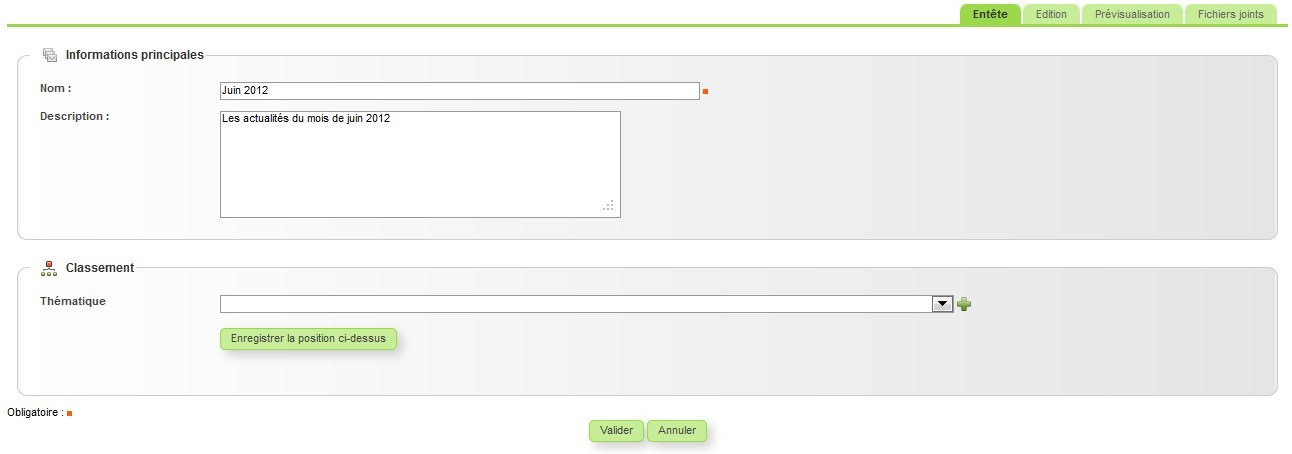 Entête Edition Prévisualisation Fichiers joints
Informations principales
Nom : Juin 2012
Description : Les actualités du mois de juin 2012
Classement
Thématique
Enregistrer la position ci-dessus
Obligatoire :
Valider Annuler